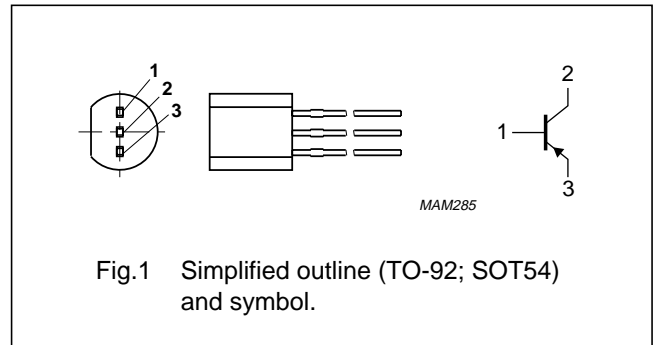 1
2
3
2
1
3
MAM285
Fig.1 Simplified outline (TO-92; SOT54)
and symbol.